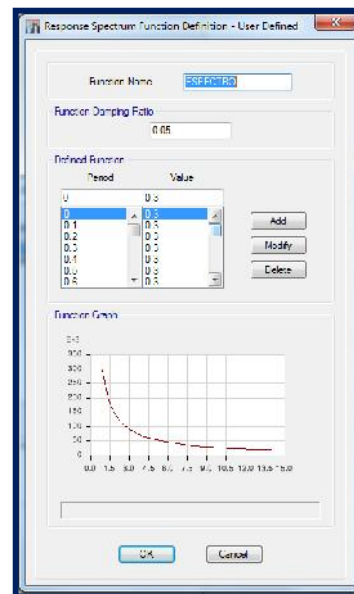 Response Spectrum Function Definition - User Defined
Function Name
ESPECTRO
Function Damping Ratio
0.05
Defined Function
Period Value
0 0.3
0 0.3
0.1 0.3
0.2 0.3
0.3 0.3
0.4 0.3
0.5 0.3
0.6 0.3
Add
Modify
Delete
Function Graph
E-3
350
300
250
200
150
100
50
0
0.0 1.5 3.0 4.5 6.0 7.5 9.0 10.5 12.0 13.5 15.0
OK Cancel